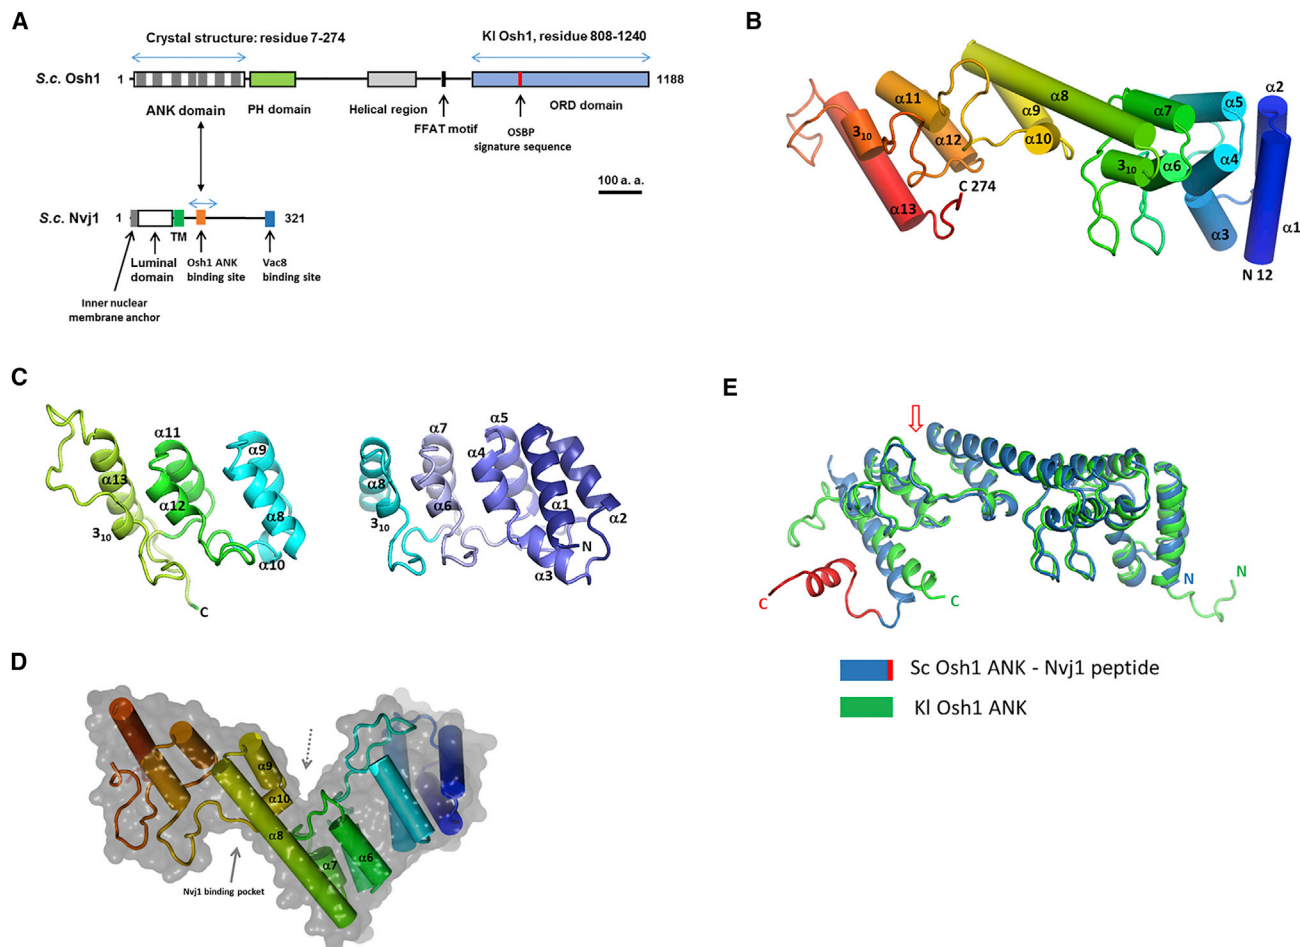 A
Crystal structure: residue 7-274
Kl Osh1, residue 808-1240
S.c. Osh1
1
1188
ANK domain
PH domain
Helical region
FFAT motif
OSBP
signature sequence
ORD domain
100 a. a.
S.c. Nvj1
1
321
TM
Luminal
domain
Osh1 ANK
binding site
Vac8
binding site
Inner nuclear
membrane anchor
B
α11
3₁₀
α12
α13
C 274
α9
α10
α8
α7
3₁₀
α6
α5
α4
α3
α2
α1
N 12
C
α13
3₁₀
α11
α12
α9
α8
α10
C
α8
3₁₀
α7
α6
α5
α4
α1
α2
α3
N
D
α9
α10
α8
α7
α6
Nvj1 binding pocket
E
C
C
N
N
Sc Osh1 ANK - Nvj1 peptide
Kl Osh1 ANK